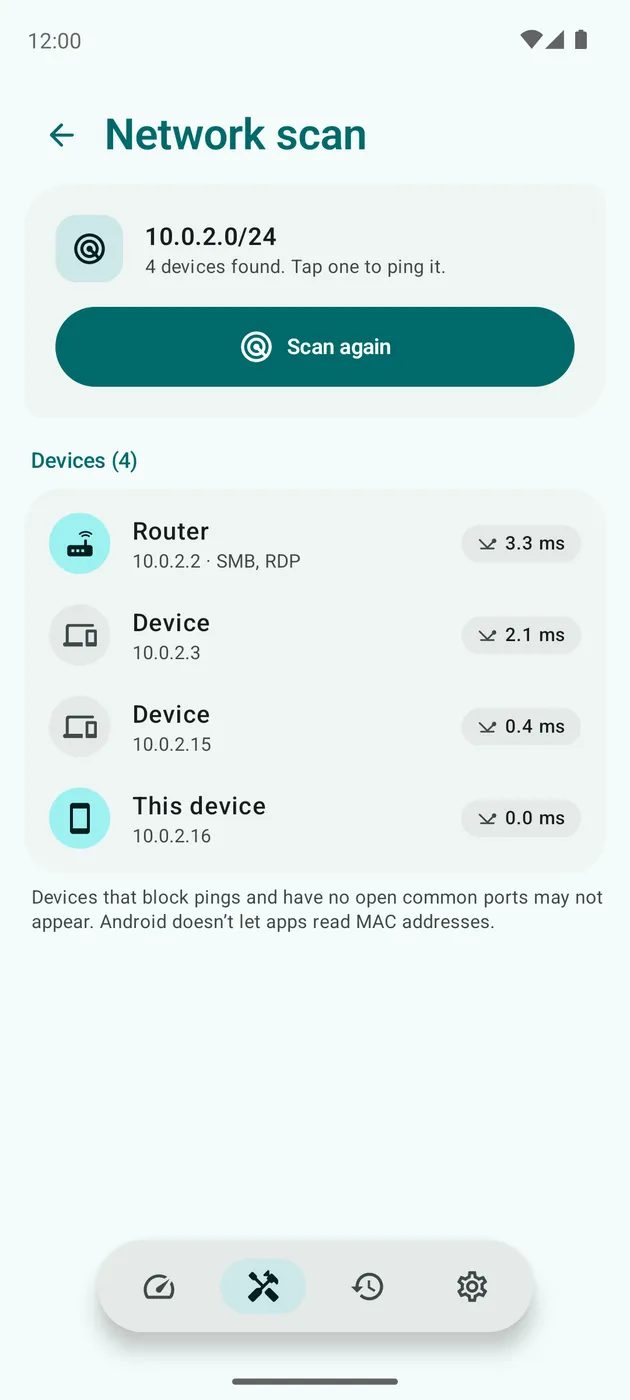 12:00
Network scan
10.0.2.0/24
4 devices found. Tap one to ping it.
Scan again
Devices (4)
Router
10.0.2.2 · SMB, RDP
3.3 ms
Device
10.0.2.3
2.1 ms
Device
10.0.2.15
0.4 ms
This device
10.0.2.16
0.0 ms
Devices that block pings and have no open common ports may not
appear. Android doesn’t let apps read MAC addresses.